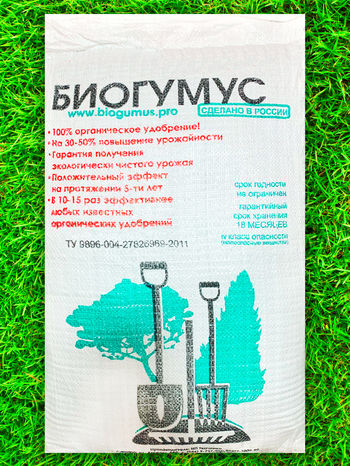 БИОГУМУС
www.biogumus.pro
СДЕЛАНО В РОССИИ
• 100% органическое удобрение!
• На 30-50% повышение урожайности
• Гарантия получения
экологически чистого урожая
• Положительный эффект
на протяжении 5-ти лет
• В 10-15 раз эффективнее
любых известных
органических удобрений
срок годности
не ограничен
гарантийный
срок хранения
18 МЕСЯЦЕВ
IV класс опасности
(малоопасные вещества)
ТУ 9896-004-27826969-2011